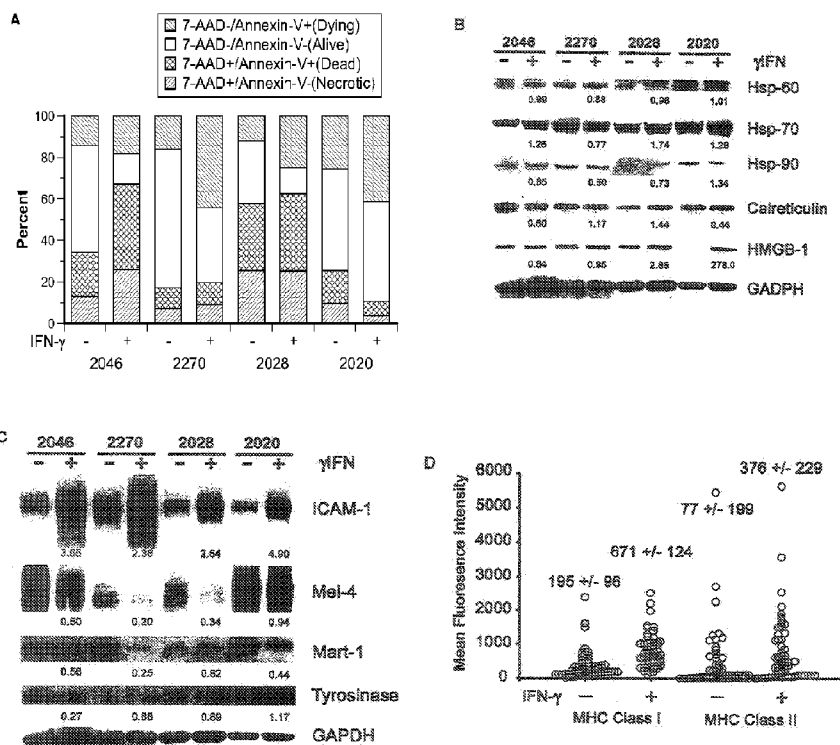 A
7-AAD-/Annexin-V+(Dying)
7-AAD-/Annexin-V-(Alive)
7-AAD+/Annexin-V+(Dead)
7-AAD+/Annexin-V-(Necrotic)
Percent
100
80
60
40
20
0
IFN-γ - + - + - + - +
2046 2270 2028 2020
B
2046 2270 2028 2020
- + - + - + - + γIFN
Hsp-60
0.99 0.88 0.98 1.01
Hsp-70
1.26 0.77 1.74 1.28
Hsp-90
0.85 0.50 0.73 1.34
Calreticulin
0.60 1.17 1.44 0.44
HMGB-1
0.84 0.95 2.85 278.0
GADPH
C
2046 2270 2028 2020
- + - + - + - + γIFN
ICAM-1
3.65 2.38 2.64 4.90
Mel-4
0.60 0.20 0.34 0.94
Mart-1
0.56 0.25 0.62 0.44
Tyrosinase
0.27 0.88 0.89 1.17
GAPDH
D
Mean Fluoresence Intensity
6000
5000
4000
3000
2000
1000
0
195 +/- 96
671 +/- 124
77 +/- 199
376 +/- 229
IFN-γ - + - +
MHC Class I MHC Class II